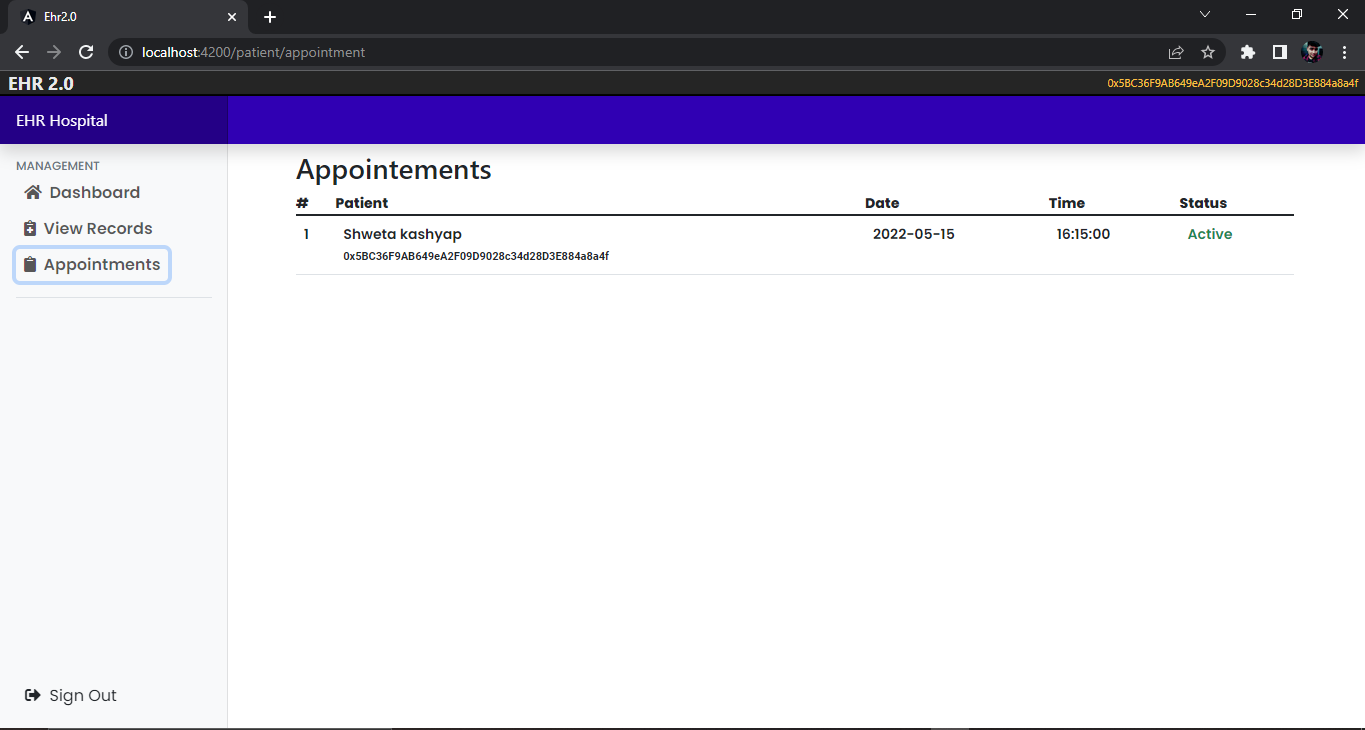 Ehr2.0
localhost:4200/patient/appointment
EHR 2.0
0x5BC36F9AB649eA2F09D9028c34d28D3E884a8a4f
EHR Hospital
MANAGEMENT
Dashboard
View Records
Appointments
Sign Out
Appointements
# Patient Date Time Status
1 Shweta kashyap 2022-05-15 16:15:00 Active
0x5BC36F9AB649eA2F09D9028c34d28D3E884a8a4f